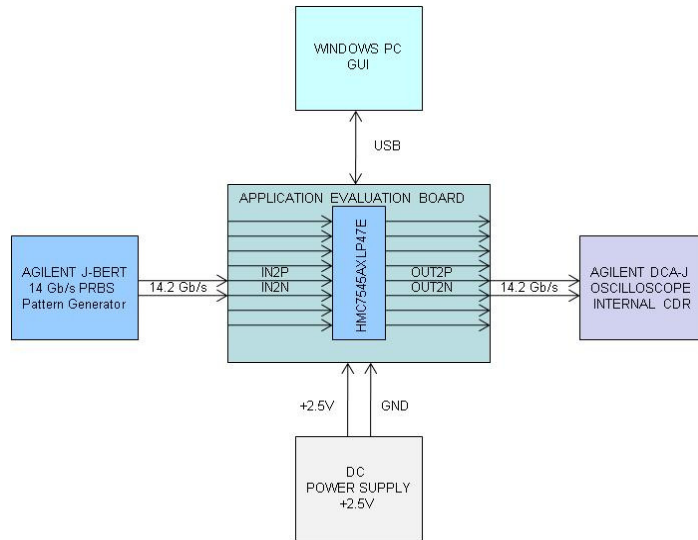 WINDOWS PC
GUI
USB
APPLICATION EVALUATION BOARD
AGILENT J-BERT
14 Gb/s PRBS
Pattern Generator
14.2 Gb/s
IN2P
IN2N
HMC7545AXLP47E
OUT2P
OUT2N
14.2 Gb/s
AGILENT DCA-J
OSCILLOSCOPE
INTERNAL CDR
+2.5V
GND
DC
POWER SUPPLY
+2.5V